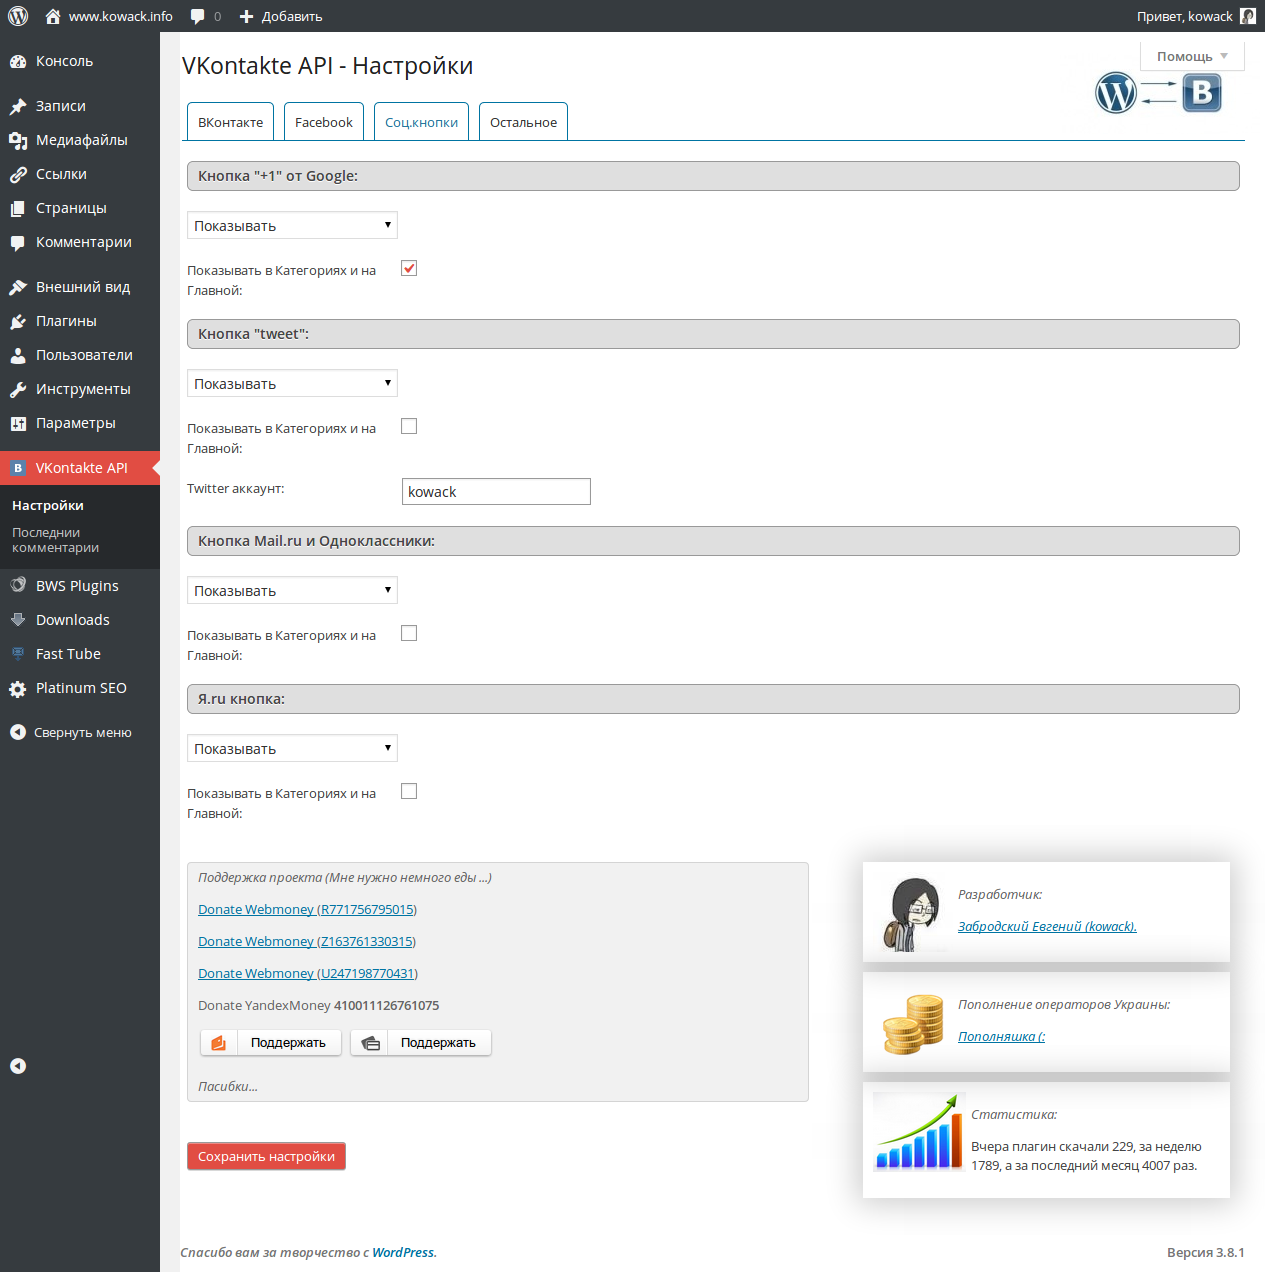 www.kowack.info
0
Добавить
Привет, kowack
Консоль
Записи
Медиафайлы
Ссылки
Страницы
Комментарии
Внешний вид
Плагины
Пользователи
Инструменты
Параметры
B
VKontakte API
Настройки
Последнии
комментарии
BWS Plugins
Downloads
Fast Tube
Platinum SEO
Свернуть меню
VKontakte API - Настройки
Помощь
W
B
ВКонтакте
Facebook
Соц.кнопки
Остальное
Кнопка "+1" от Google:
Показывать
Показывать в Категориях и на
Главной:
Кнопка "tweet":
Показывать
Показывать в Категориях и на
Главной:
Twitter аккаунт:
kowack
Кнопка Mail.ru и Одноклассники:
Показывать
Показывать в Категориях и на
Главной:
Я.ru кнопка:
Показывать
Показывать в Категориях и на
Главной:
Поддержка проекта (Мне нужно немного еды ...)
Donate Webmoney (R771756795015)
Donate Webmoney (Z163761330315)
Donate Webmoney (U247198770431)
Donate YandexMoney 410011126761075
Поддержать
Поддержать
Пасибки...
Разработчик:
Забродский Евгений (kowack).
Пополнение операторов Украины:
Пополняшка (:
Статистика:
Вчера плагин скачали 229, за неделю
1789, а за последний месяц 4007 раз.
Сохранить настройки
Спасибо вам за творчество с WordPress.
Версия 3.8.1